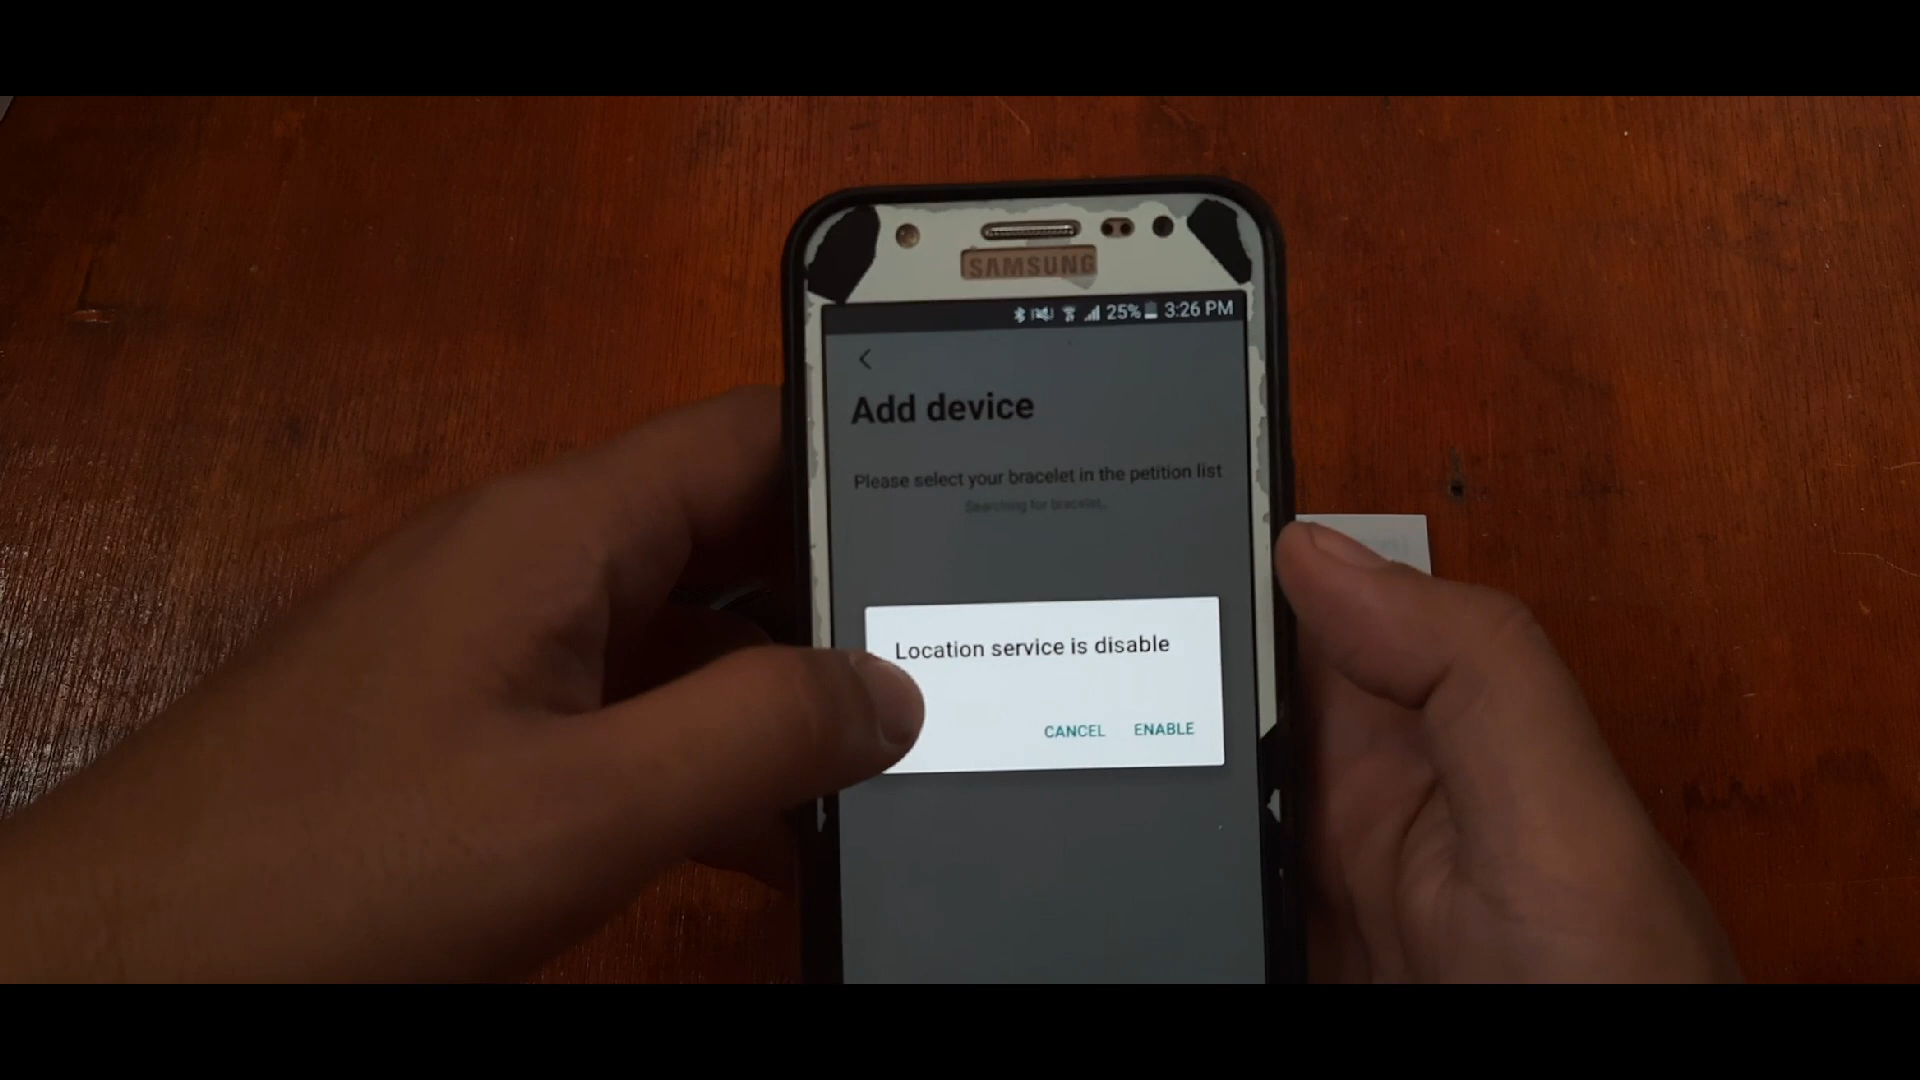 SAMSUNG
25% 3:26 PM
Add device
Please select your bracelet in the petition list
Searching for bracelet..
Location service is disable
CANCEL ENABLE